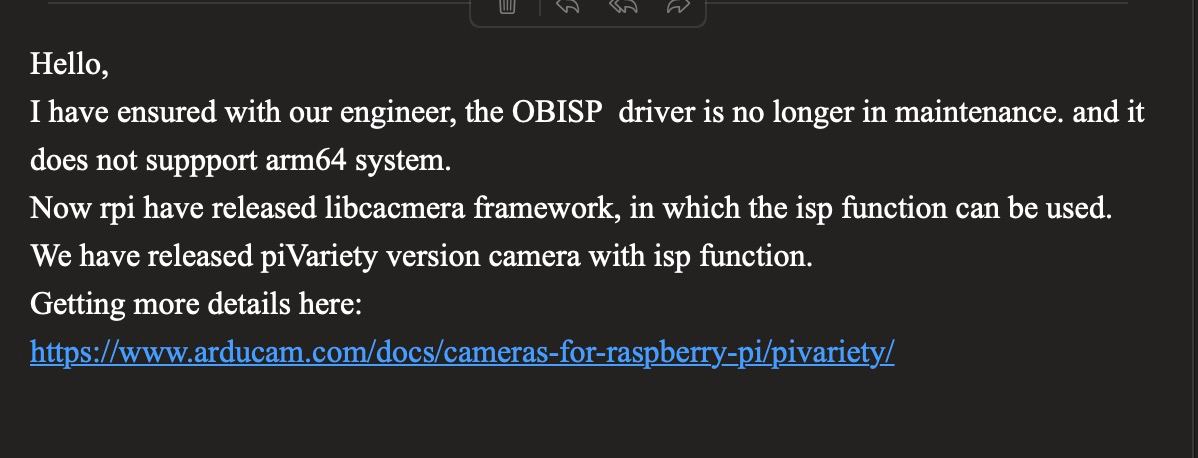 Hello,
I have ensured with our engineer, the OBISP  driver is no longer in maintenance. and it
does not suppport arm64 system.
Now rpi have released libcacmera framework, in which the isp function can be used.
We have released piVariety version camera with isp function.
Getting more details here:
https://www.arducam.com/docs/cameras-for-raspberry-pi/pivariety/